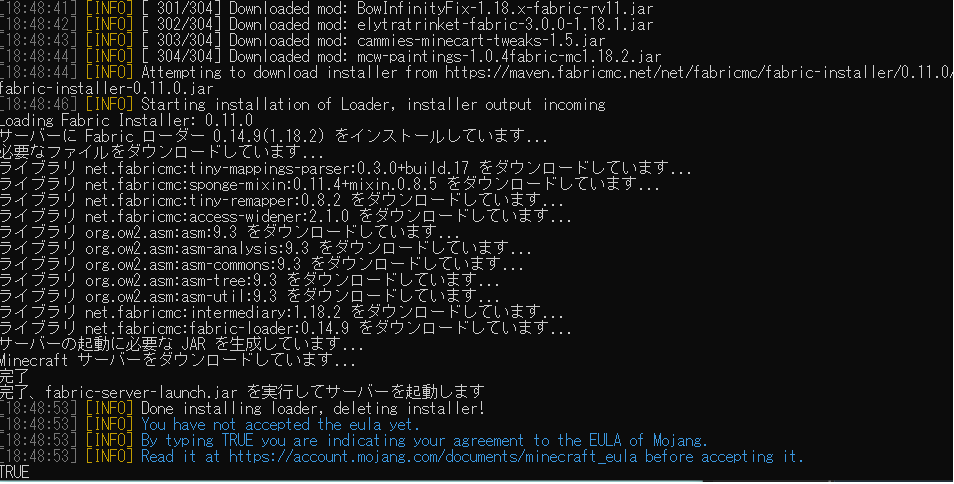 [18:48:41] [INFO] [ 301/304] Downloaded mod: BowInfinityFix-1.18.x-fabric-rv11.jar
[18:48:42] [INFO] [ 302/304] Downloaded mod: elytratrinket-fabric-3.0.0-1.18.1.jar
[18:48:43] [INFO] [ 303/304] Downloaded mod: cammies-minecart-tweaks-1.5.jar
[18:48:44] [INFO] [ 304/304] Downloaded mod: mcw-paintings-1.0.4fabric-mc1.18.2.jar
[18:48:44] [INFO] Attempting to download installer from https://maven.fabricmc.net/net/fabricmc/fabric-installer/0.11.0/
fabric-installer-0.11.0.jar
[18:48:46] [INFO] Starting installation of Loader, installer output incoming
Loading Fabric Installer: 0.11.0
サーバーに Fabric ローダー 0.14.9(1.18.2) をインストールしています...
必要なファイルをダウンロードしています...
ライブラリ net.fabricmc:tiny-mappings-parser:0.3.0+build.17 をダウンロードしています...
ライブラリ net.fabricmc:sponge-mixin:0.11.4+mixin.0.8.5 をダウンロードしています...
ライブラリ net.fabricmc:tiny-remapper:0.8.2 をダウンロードしています...
ライブラリ net.fabricmc:access-widener:2.1.0 をダウンロードしています...
ライブラリ org.ow2.asm:asm:9.3 をダウンロードしています...
ライブラリ org.ow2.asm:asm-analysis:9.3 をダウンロードしています...
ライブラリ org.ow2.asm:asm-commons:9.3 をダウンロードしています...
ライブラリ org.ow2.asm:asm-tree:9.3 をダウンロードしています...
ライブラリ org.ow2.asm:asm-util:9.3 をダウンロードしています...
ライブラリ net.fabricmc:intermediary:1.18.2 をダウンロードしています...
ライブラリ net.fabricmc:fabric-loader:0.14.9 をダウンロードしています...
サーバーの起動に必要な JAR を生成しています...
Minecraft サーバーをダウンロードしています...
完了
完了、fabric-server-launch.jar を実行してサーバーを起動します
[18:48:53] [INFO] Done installing loader, deleting installer!
[18:48:53] [INFO] You have not accepted the eula yet.
[18:48:53] [INFO] By typing TRUE you are indicating your agreement to the EULA of Mojang.
[18:48:53] [INFO] Read it at https://account.mojang.com/documents/minecraft_eula before accepting it.
TRUE